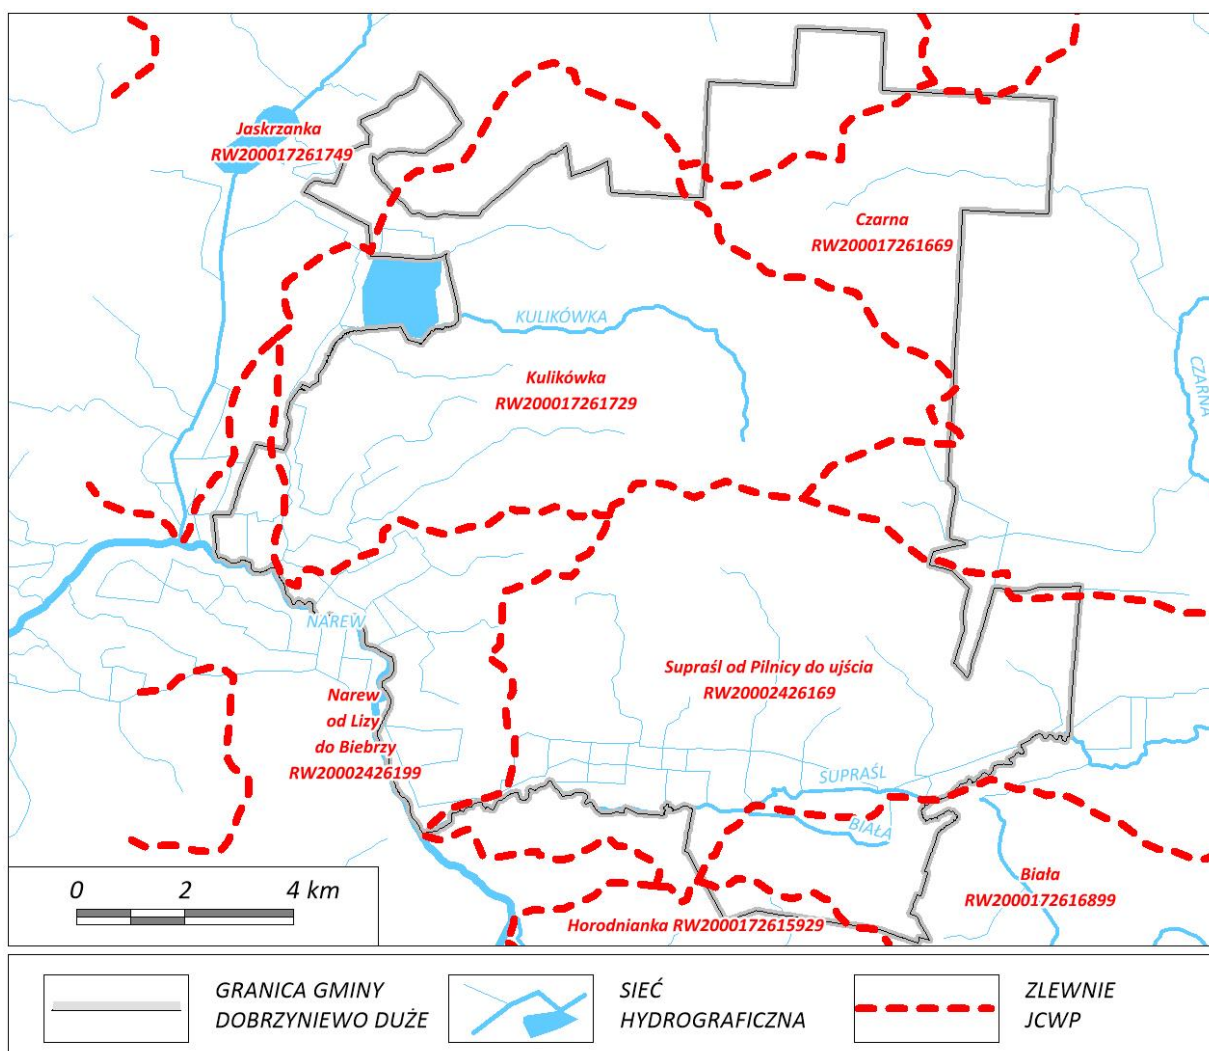 Jaskrzanka
RW200017261749
Czarna
RW200017261669
KULIKÓWKA
CZARNA
Kulikówka
RW200017261729
NAREW
Supraśl od Pilnicy do ujścia
RW20002426169
Narew
od Lizy
do Biebrzy
RW20002426199
SUPRAŚL
BIAŁA
Biała
RW2000172616899
Horodnianka RW2000172615929
0 2 4 km
GRANICA GMINY
DOBRZYNIEWO DUŻE
SIEĆ
HYDROGRAFICZNA
ZLEWNIE
JCWP